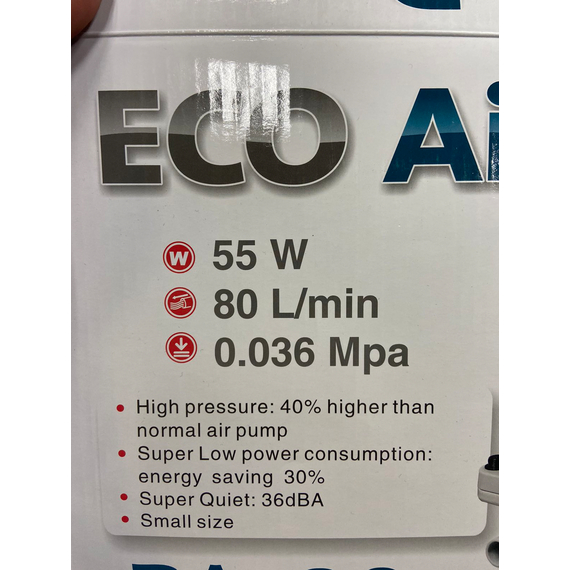 ECO Ai
W 55 W
80 L/min
0.036 Mpa
• High pressure: 40% higher than
normal air pump
• Super Low power consumption:
energy saving 30%
• Super Quiet: 36dBA
• Small size